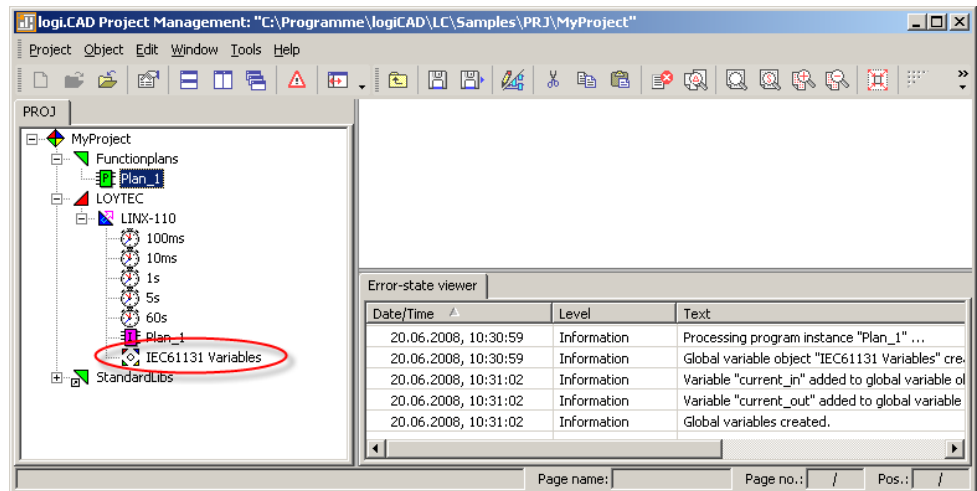 logi.CAD Project Management: "C:\Programme\logiCAD\LC\Samples\PRJ\MyProject"
Project Object Edit Window Tools Help
PROJ
MyProject
Functionplans
P Plan_1
LOYTEC
LINX-110
100ms
10ms
1s
5s
60s
I Plan_1
IEC61131 Variables
StandardLibs
Error-state viewer
Date/Time Level Text
20.06.2008, 10:30:59 Information Processing program instance "Plan_1" ...
20.06.2008, 10:30:59 Information Global variable object "IEC61131 Variables" cre
20.06.2008, 10:31:02 Information Variable "current_in" added to global variable ol
20.06.2008, 10:31:02 Information Variable "current_out" added to global variable
20.06.2008, 10:31:02 Information Global variables created.
Page name: Page no.: / Pos.: /